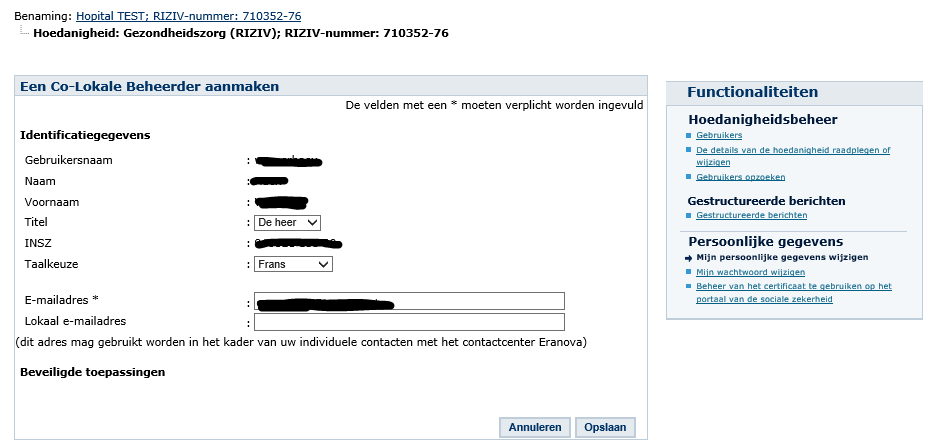 Benaming: Hopital TEST; RIZIV-nummer: 710352-76
Hoedanigheid: Gezondheidszorg (RIZIV); RIZIV-nummer: 710352-76
Een Co-Lokale Beheerder aanmaken
De velden met een * moeten verplicht worden ingevuld
Identificatiegegevens
Gebruikersnaam :
Naam :
Voornaam :
Titel : De heer
INSZ :
Taalkeuze : Frans
E-mailadres * :
Lokaal e-mailadres :
(dit adres mag gebruikt worden in het kader van uw individuele contacten met het contactcenter Eranova)
Beveiligde toepassingen
Annuleren Opslaan
Functionaliteiten
Hoedanigheidsbeheer
Gebruikers
De details van de hoedanigheid raadplegen of
wijzigen
Gebruikers opzoeken
Gestructureerde berichten
Gestructureerde berichten
Persoonlijke gegevens
Mijn persoonlijke gegevens wijzigen
Mijn wachtwoord wijzigen
Beheer van het certificaat te gebruiken op het
portaal van de sociale zekerheid